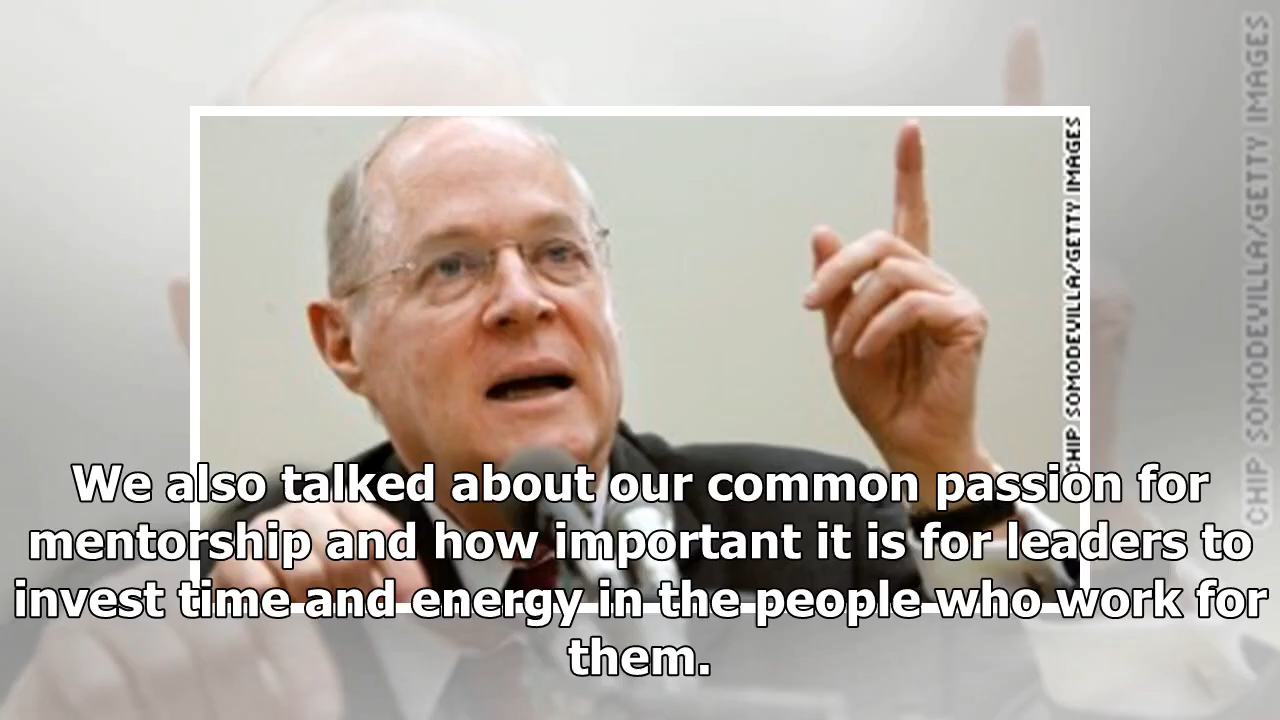 CHIP SOMODEVILLA/GETTY IMAGES
CHIP SOMODEVILLA/GETTY IMAGES
We also talked about our common passion for
mentorship and how important it is for leaders to
invest time and energy in the people who work for
them.